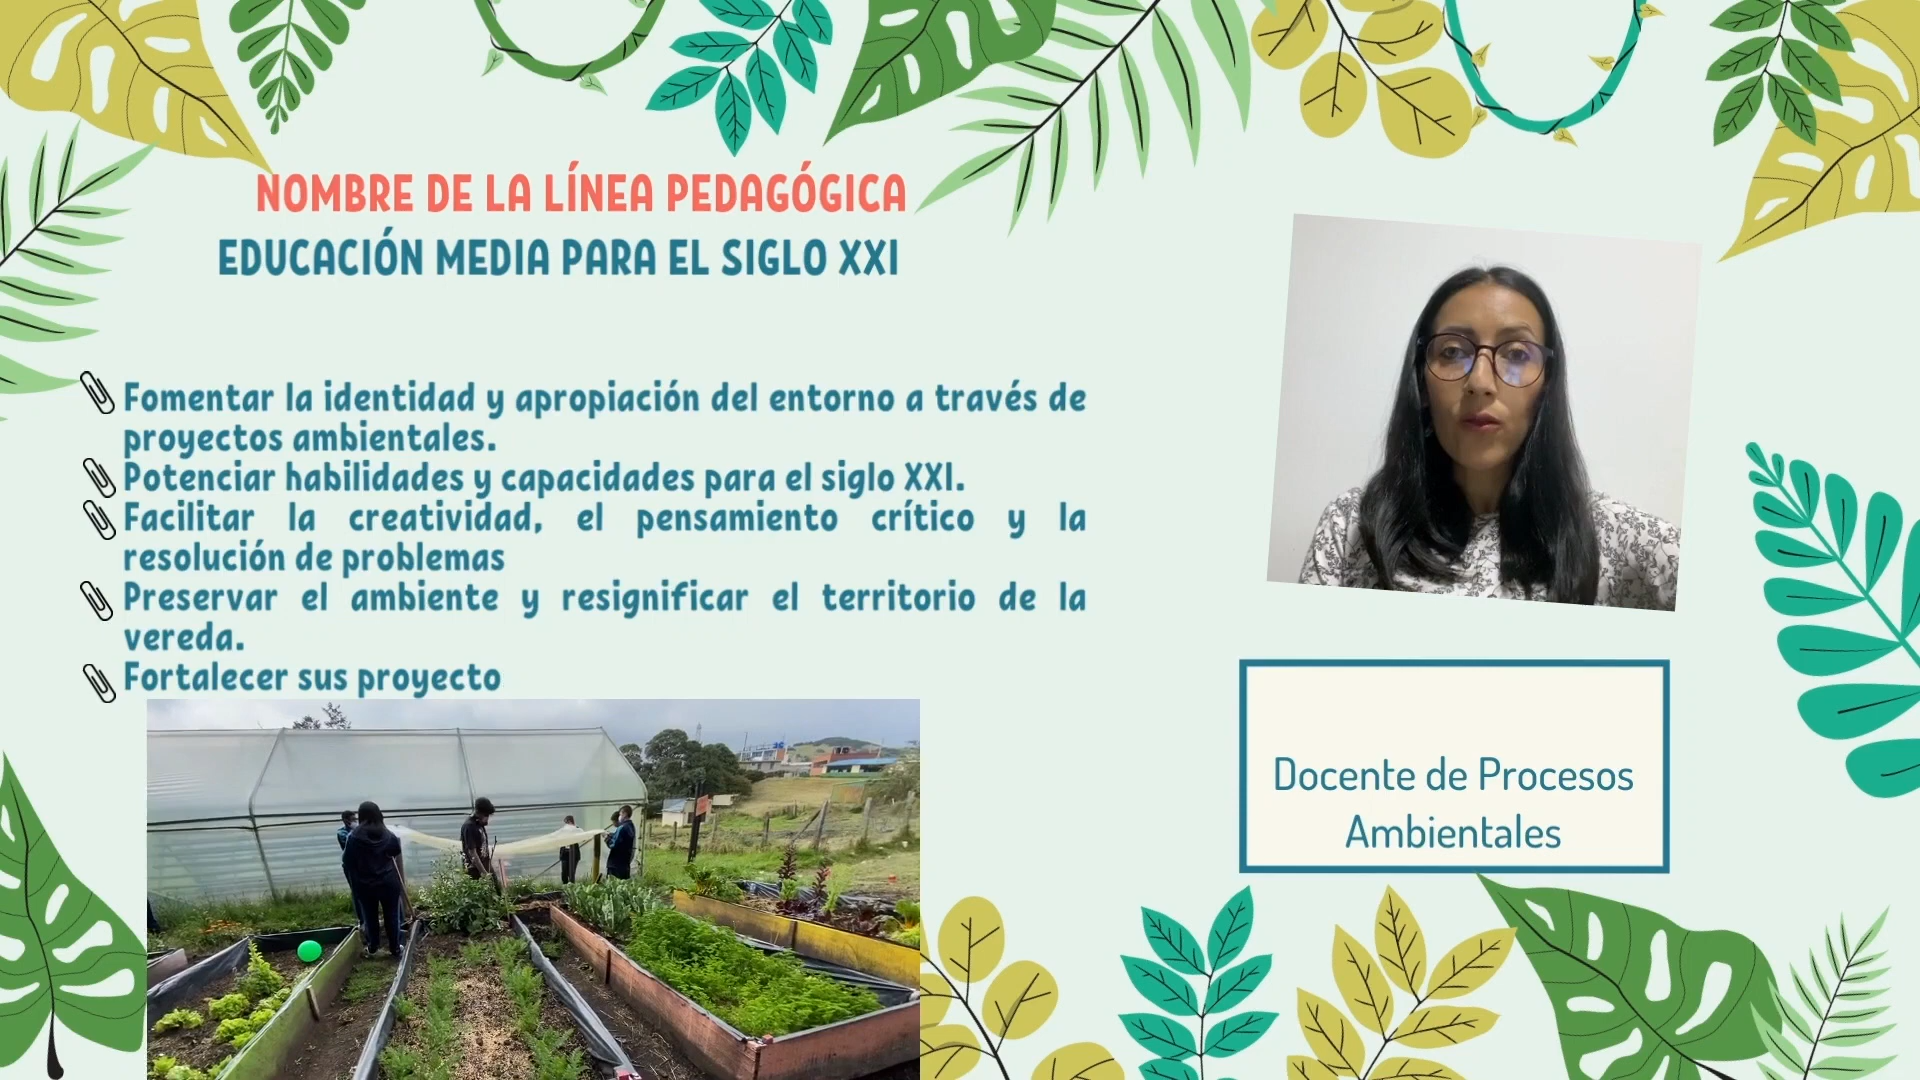 NOMBRE DE LA LÍNEA PEDAGÓGICA
EDUCACIÓN MEDIA PARA EL SIGLO XXI
Fomentar la identidad y apropiación del entorno a través de
proyectos ambientales.
Potenciar habilidades y capacidades para el siglo XXI.
Facilitar la creatividad, el pensamiento crítico y la
resolución de problemas
Preservar el ambiente y resignificar el territorio de la
vereda.
Fortalecer sus proyecto
Docente de Procesos
Ambientales